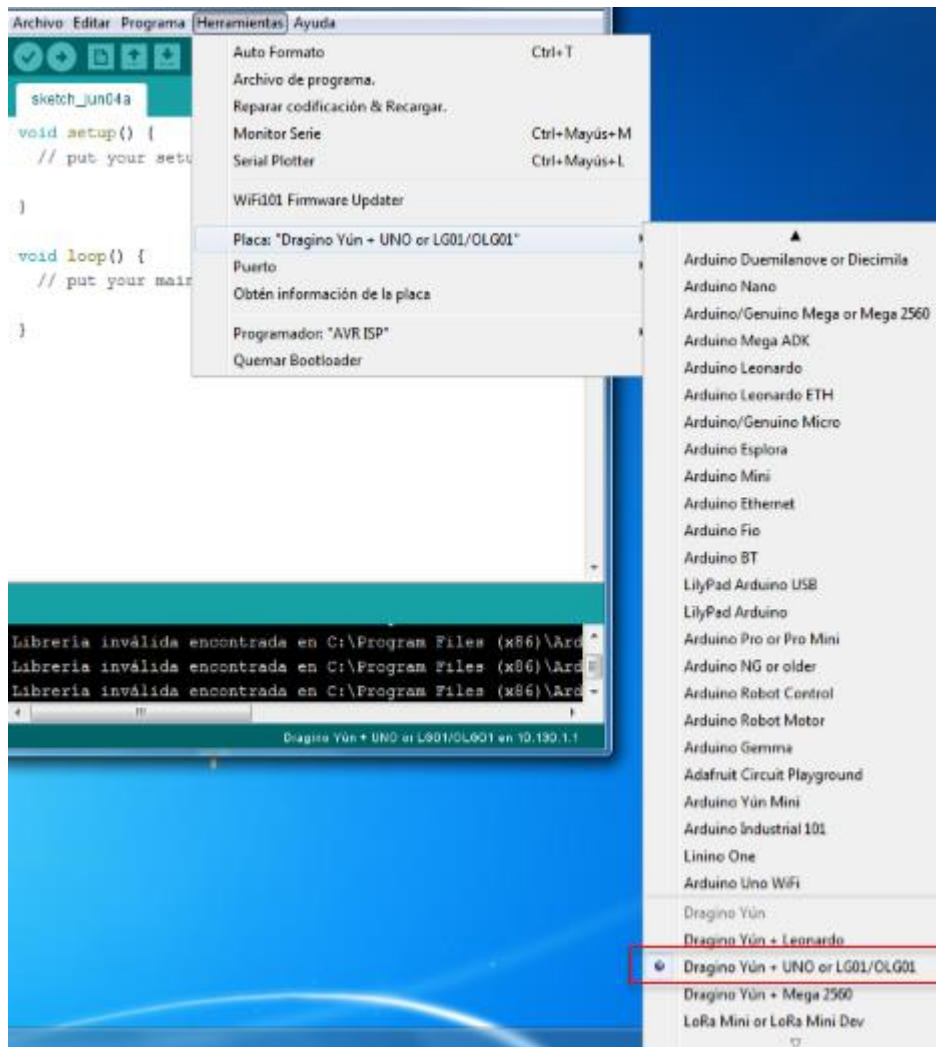 Archivo Editar Programa Herramientas Ayuda
sketch_jun04a
void setup() {
// put your setu
}
void loop() {
// put your main
}
Auto Formato Ctrl+T
Archivo de programa.
Reparar codificación & Recargar.
Monitor Serie Ctrl+Mayús+M
Serial Plotter Ctrl+Mayús+L
WiFi101 Firmware Updater
Placa: "Dragino Yún + UNO or LG01/OLG01"
Puerto
Obtén información de la placa
Programador: "AVR ISP"
Quemar Bootloader
Arduino Duemilanove or Diecimila
Arduino Nano
Arduino/Genuino Mega or Mega 2560
Arduino Mega ADK
Arduino Leonardo
Arduino Leonardo ETH
Arduino/Genuino Micro
Arduino Esplora
Arduino Mini
Arduino Ethernet
Arduino Fio
Arduino BT
LilyPad Arduino USB
LilyPad Arduino
Arduino Pro or Pro Mini
Arduino NG or older
Arduino Robot Control
Arduino Robot Motor
Arduino Gemma
Adafruit Circuit Playground
Arduino Yún Mini
Arduino Industrial 101
Linino One
Arduino Uno WiFi
Dragino Yún
Dragino Yún + Leonardo
Dragino Yún + UNO or LG01/OLG01
Dragino Yún + Mega 2560
LoRa Mini or LoRa Mini Dev
Librería inválida encontrada en C:\Program Files (x86)\Ard
Librería inválida encontrada en C:\Program Files (x86)\Ard
Librería inválida encontrada en C:\Program Files (x86)\Ard
Dragino Yún + UNO or LG01/OLG01 en 10.130.1.1